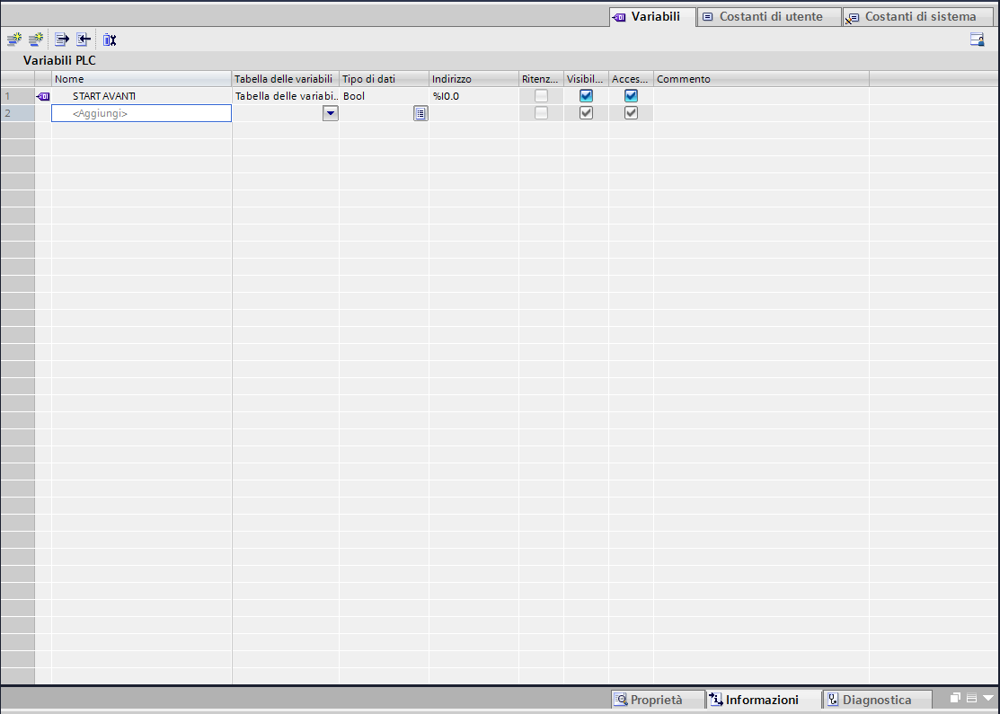 Variabili Costanti di utente Costanti di sistema
Variabili PLC
Nome Tabella delle variabili Tipo di dati Indirizzo Ritenz... Visibil... Acces... Commento
1 START AVANTI Tabella delle variabi.. Bool %I0.0
2 <Aggiungi>
Proprietà Informazioni Diagnostica